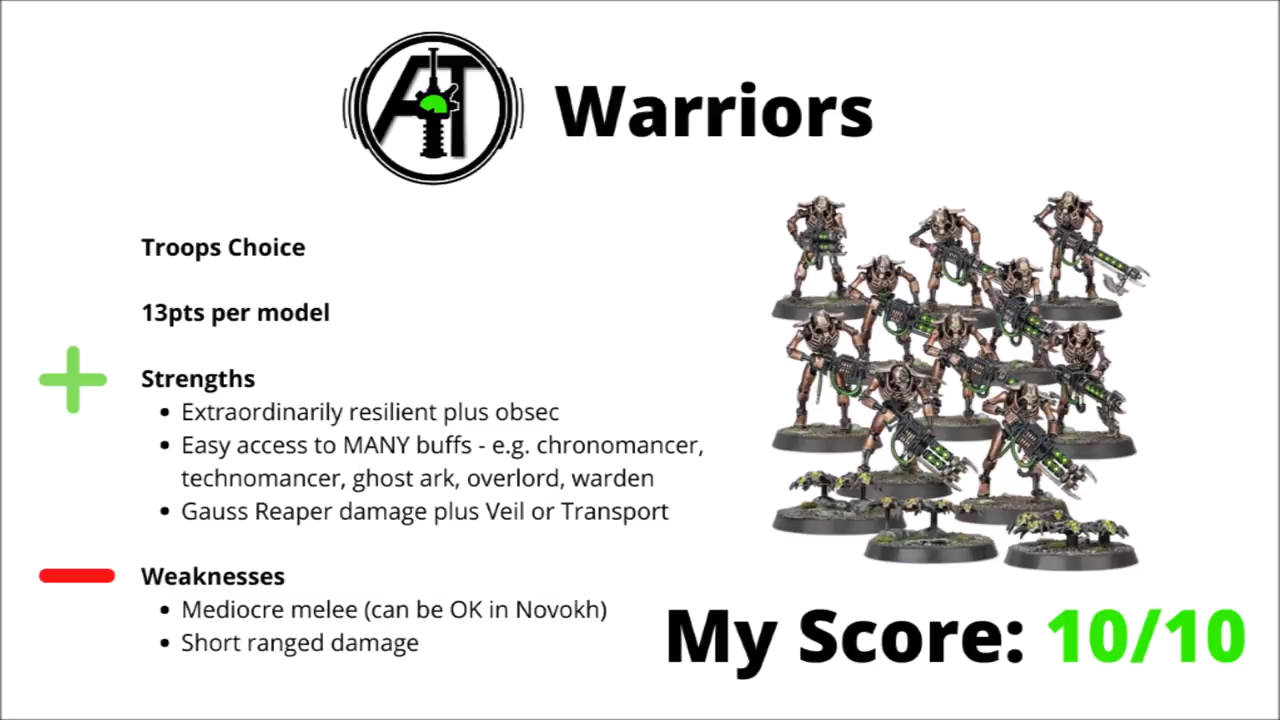 AT
Warriors
Troops Choice
13pts per model
Strengths
• Extraordinarily resilient plus obsec
• Easy access to MANY buffs - e.g. chronomancer,
technomancer, ghost ark, overlord, warden
• Gauss Reaper damage plus Veil or Transport
Weaknesses
• Mediocre melee (can be OK in Novokh)
• Short ranged damage
My Score: 10/10